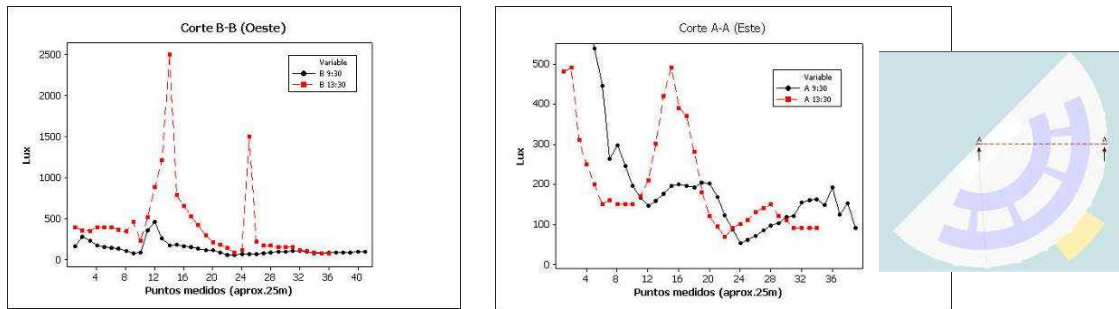 Corte B-B (Oeste)
2500
2000
1500
1000
500
0
Lux
Variable
B 9:30
B 13:30
4 8 12 16 20 24 28 32 36 40
Puntos medidos (aprox.25m)
Corte A-A (Este)
500
400
300
200
100
0
Lux
Variable
A 9:30
A 13:30
4 8 12 16 20 24 28 32 36
Puntos medidos (aprox.25m)
A A